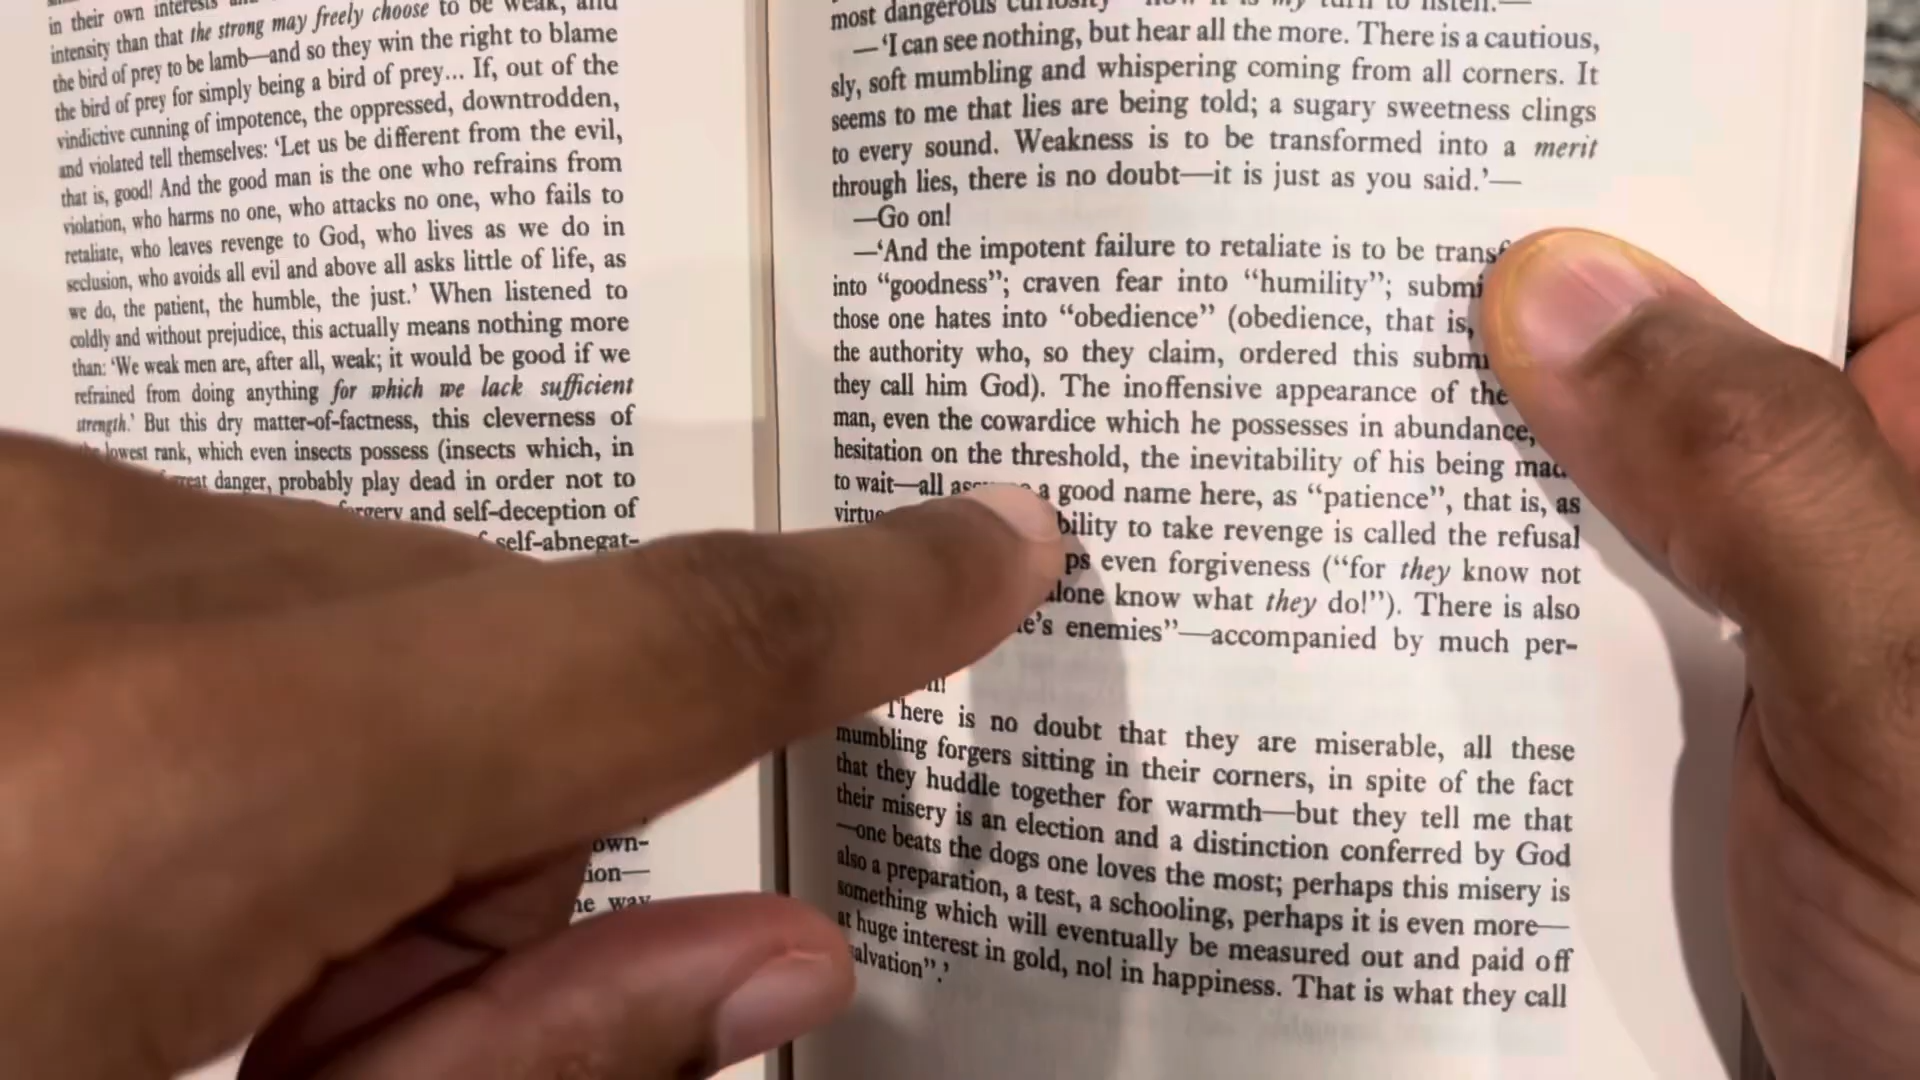 in their own interests
intensity than that the strong may freely choose to be weak, and
the bird of prey to be lamb—and so they win the right to blame
the bird of prey for simply being a bird of prey... If, out of the
vindictive cunning of impotence, the oppressed, downtrodden,
and violated tell themselves: ‘Let us be different from the evil,
that is, good! And the good man is the one who refrains from
violation, who harms no one, who attacks no one, who fails to
retaliate, who leaves revenge to God, who lives as we do in
seclusion, who avoids all evil and above all asks little of life, as
we do, the patient, the humble, the just.’ When listened to
coldly and without prejudice, this actually means nothing more
than: ‘We weak men are, after all, weak; it would be good if we
refrained from doing anything for which we lack sufficient
strength.’ But this dry matter-of-factness, this cleverness of
lowest rank, which even insects possess (insects which, in
danger, probably play dead in order not to
and self-deception of
self-abnegat-
own-
he way
most dangerous curiosity now it is my turn to listen.—
—‘I can see nothing, but hear all the more. There is a cautious,
sly, soft mumbling and whispering coming from all corners. It
seems to me that lies are being told; a sugary sweetness clings
to every sound. Weakness is to be transformed into a merit
through lies, there is no doubt—it is just as you said.’—
—Go on!
—‘And the impotent failure to retaliate is to be
into “goodness”; craven fear into “humility”;
those one hates into “obedience” (obedience, that is,
the authority who, so they claim, ordered this
they call him God). The inoffensive appearance of the
man, even the cowardice which he possesses in abundance,
hesitation on the threshold, the inevitability of his being
to wait—all a good name here, as “patience”, that is, as
to take revenge is called the refusal
even forgiveness (“for they know not
know what they do!”). There is also
enemies”—accompanied by much per-
There is no doubt that they are miserable, all these
mumbling forgers sitting in their corners, in spite of the fact
that they huddle together for warmth—but they tell me that
their misery is an election and a distinction conferred by God
—one beats the dogs one loves the most; perhaps this misery is
also a preparation, a test, a schooling, perhaps it is even more—
something which will eventually be measured out and paid off
at huge interest in gold, no! in happiness. That is what they call